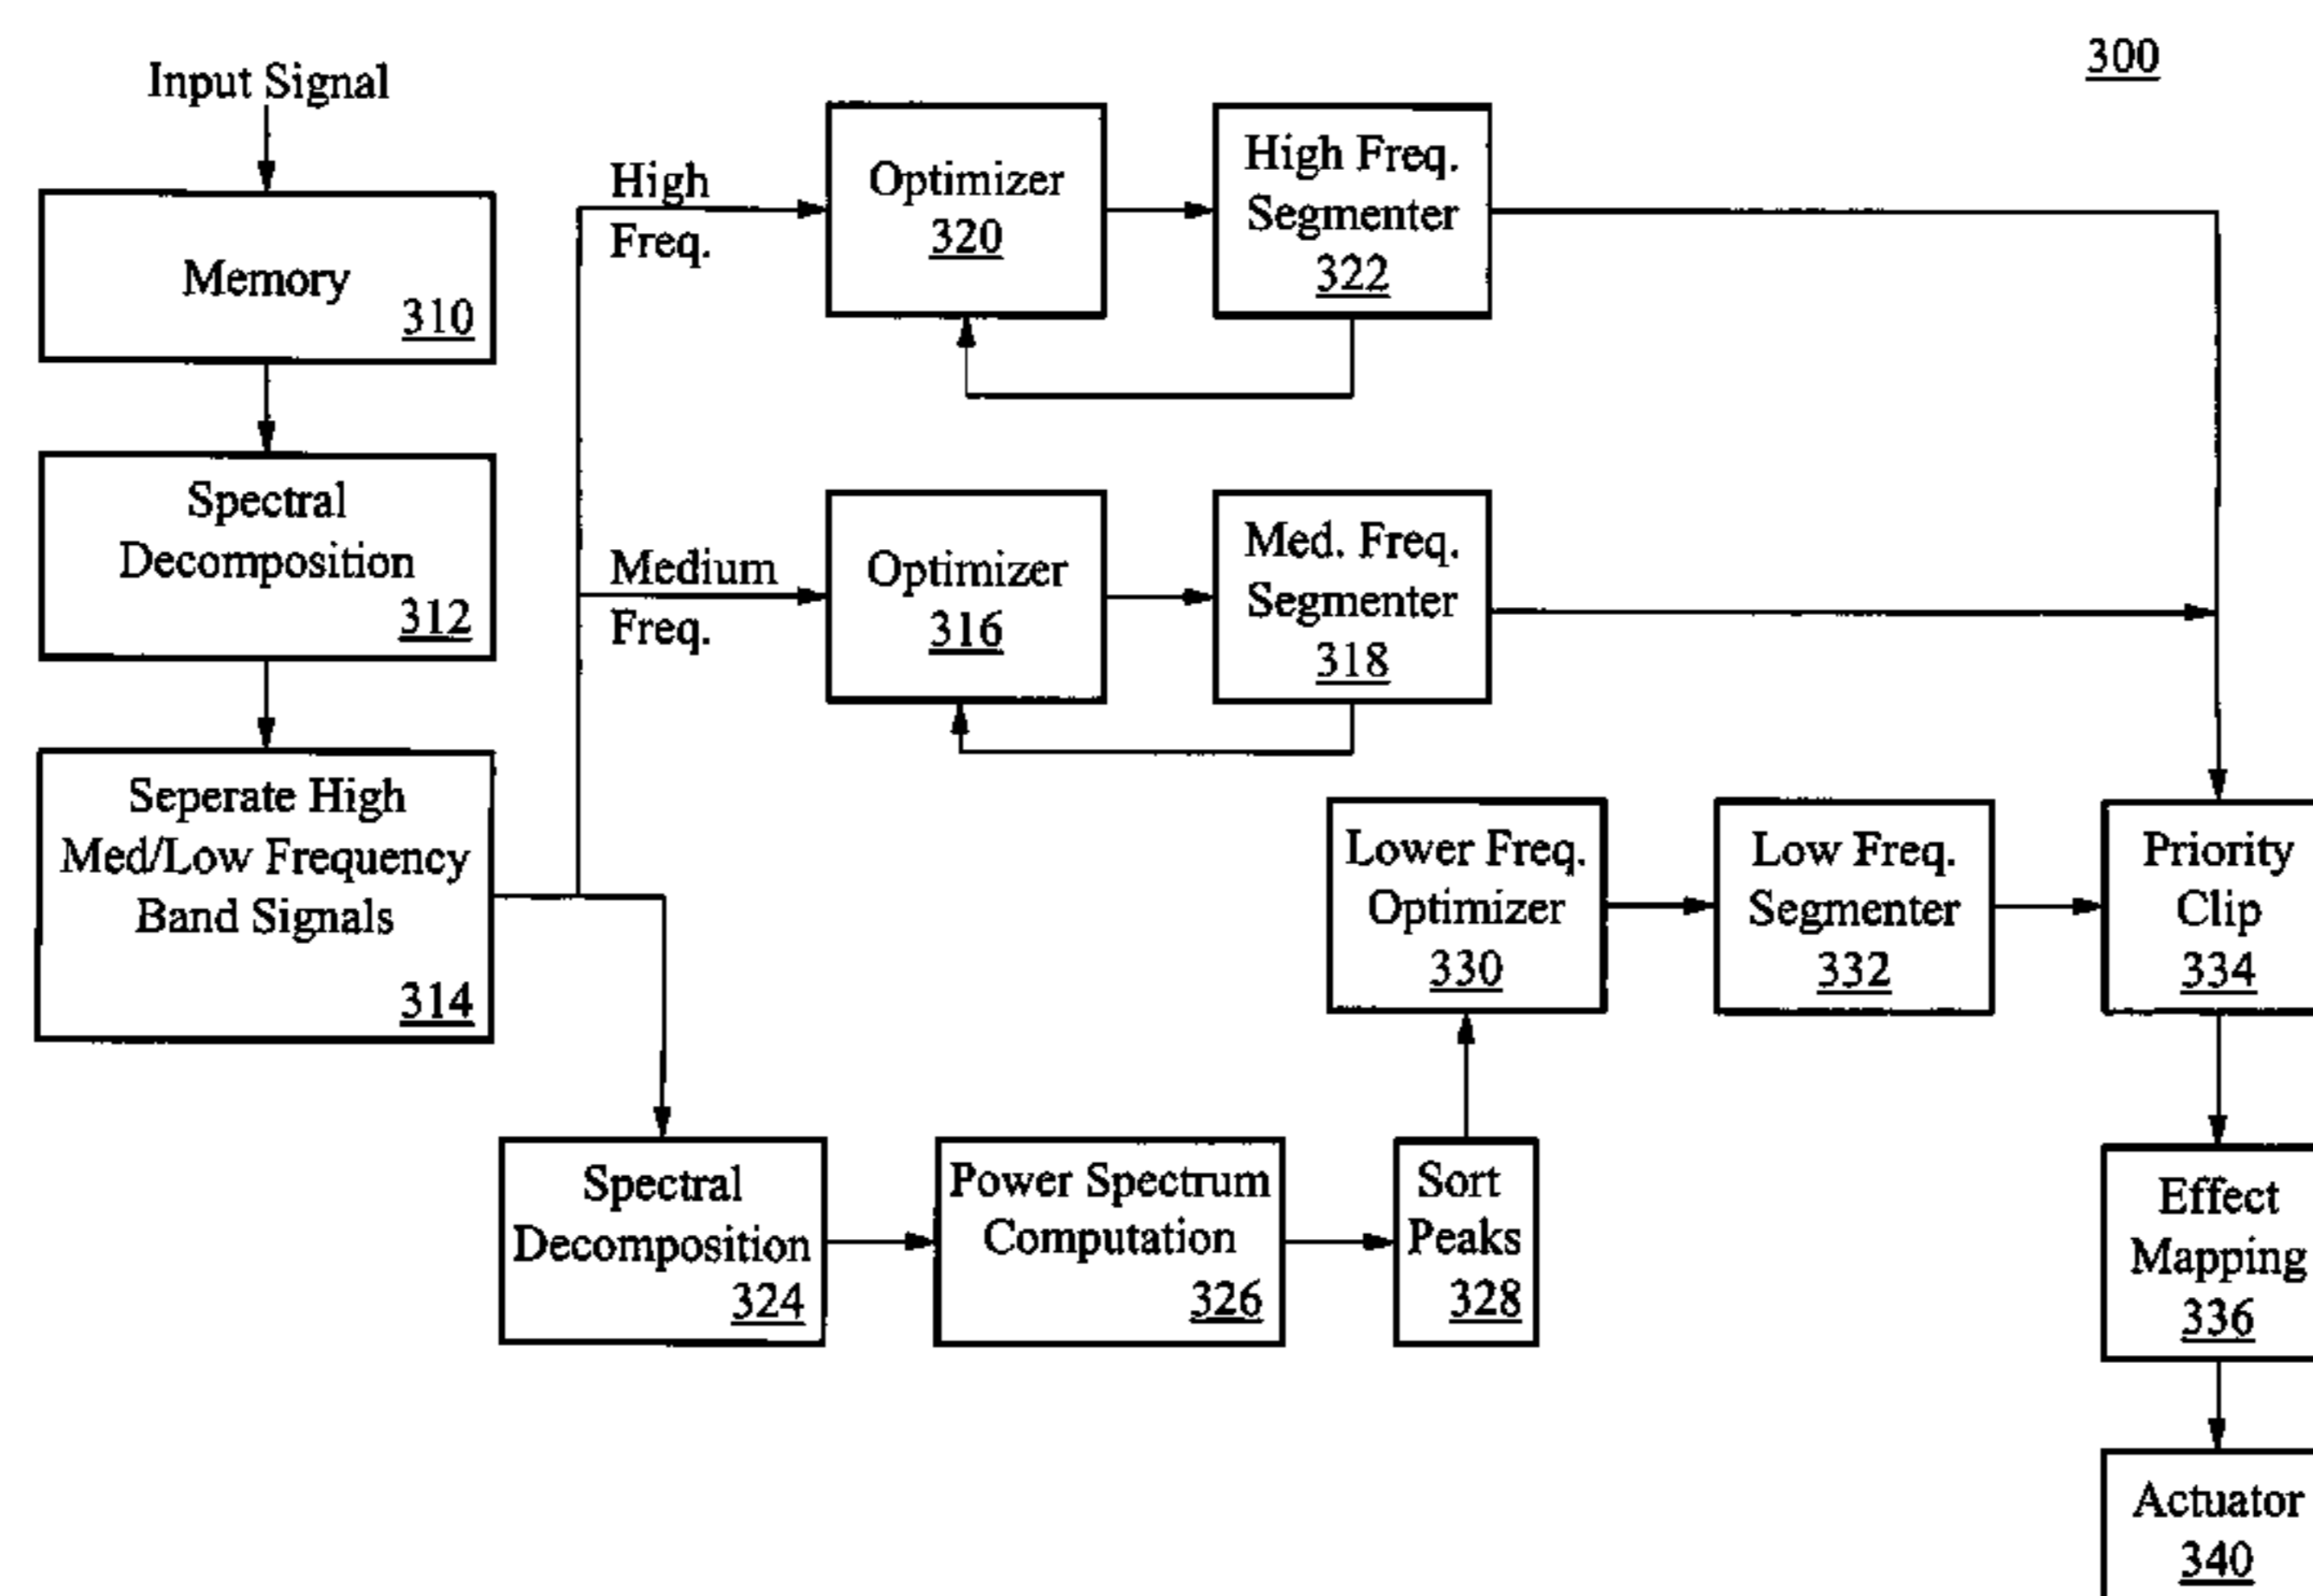 300
Input Signal
Memory
310
Spectral
Decomposition
312
Seperate High
Med/Low Frequency
Band Signals
314
High
Freq.
Optimizer
320
High Freq.
Segmenter
322
Medium
Freq.
Optimizer
316
Med. Freq.
Segmenter
318
Spectral
Decomposition
324
Power Spectrum
Computation
326
Sort
Peaks
328
Lower Freq.
Optimizer
330
Low Freq.
Segmenter
332
Priority
Clip
334
Effect
Mapping
336
Actuator
340